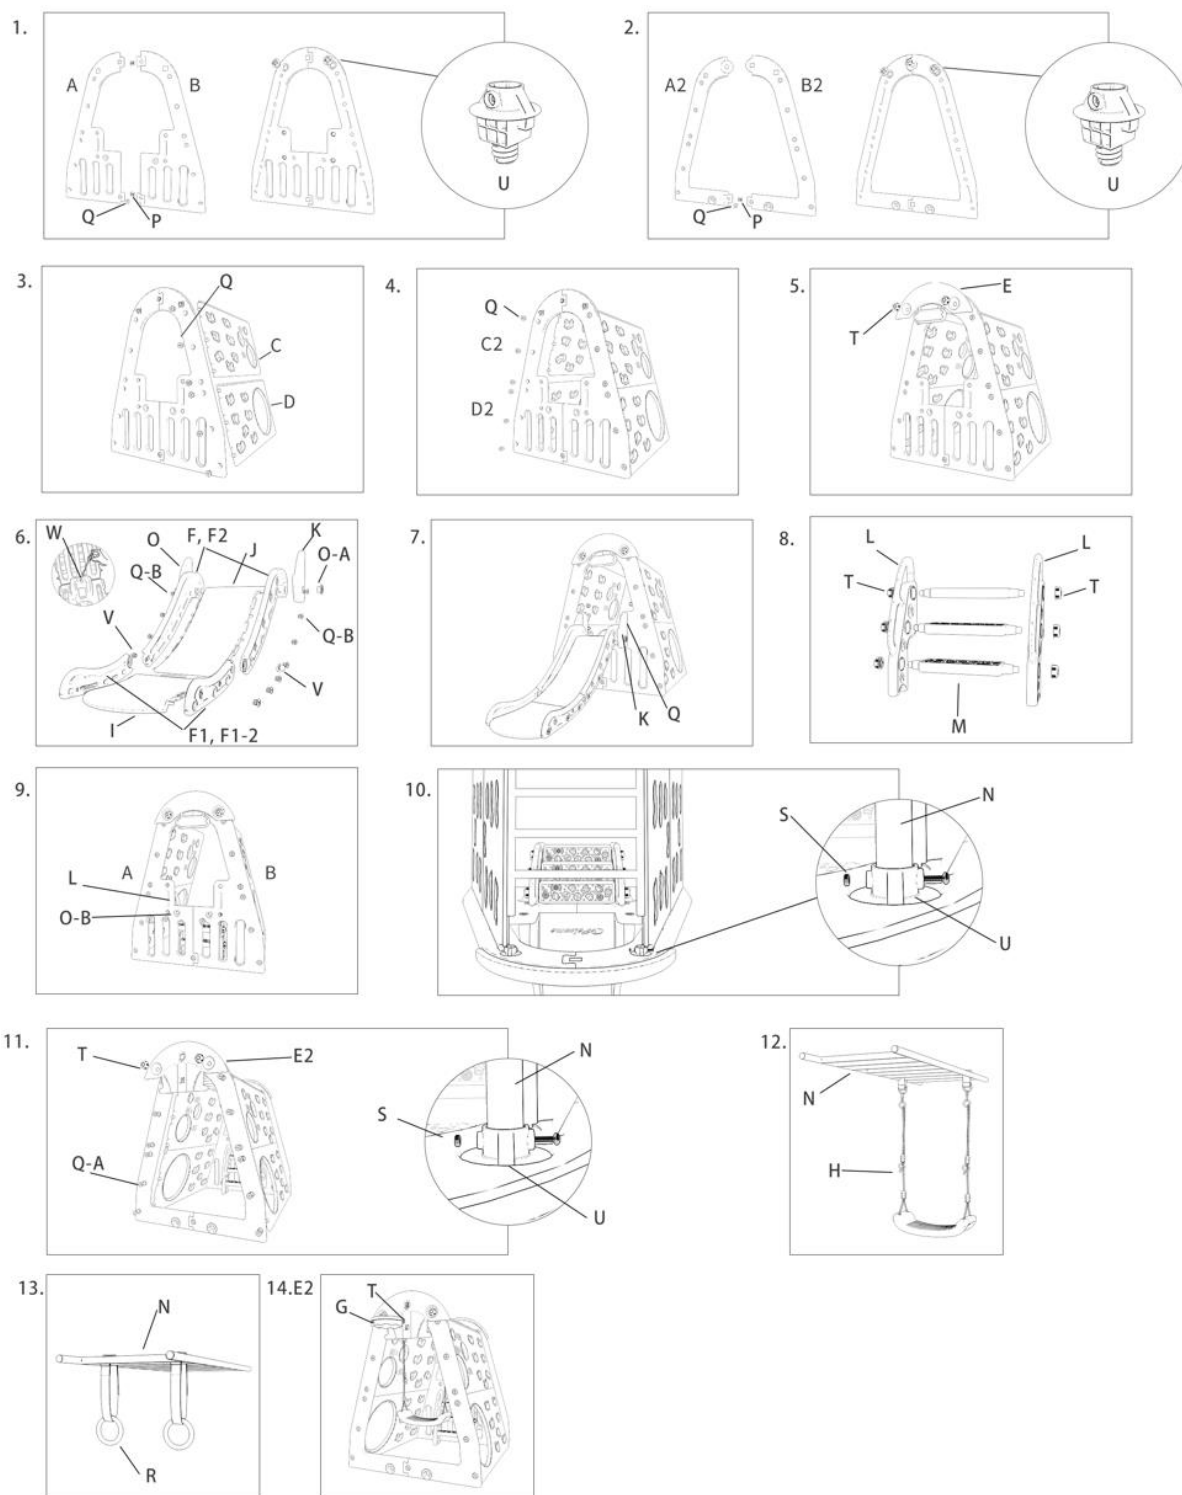 1.
A
B
Q
P
U
2.
A2
B2
Q
P
U
3.
Q
C
D
4.
Q
C2
D2
5.
E
T
6.
W
O
F, F2
K
J
O-A
Q-B
V
Q-B
V
I
F1, F1-2
7.
K
Q
8.
L
L
T
T
M
9.
A
B
L
O-B
10.
S
N
U
11.
T
E2
N
S
Q-A
U
12.
N
H
13.
N
R
14.E2
T
G